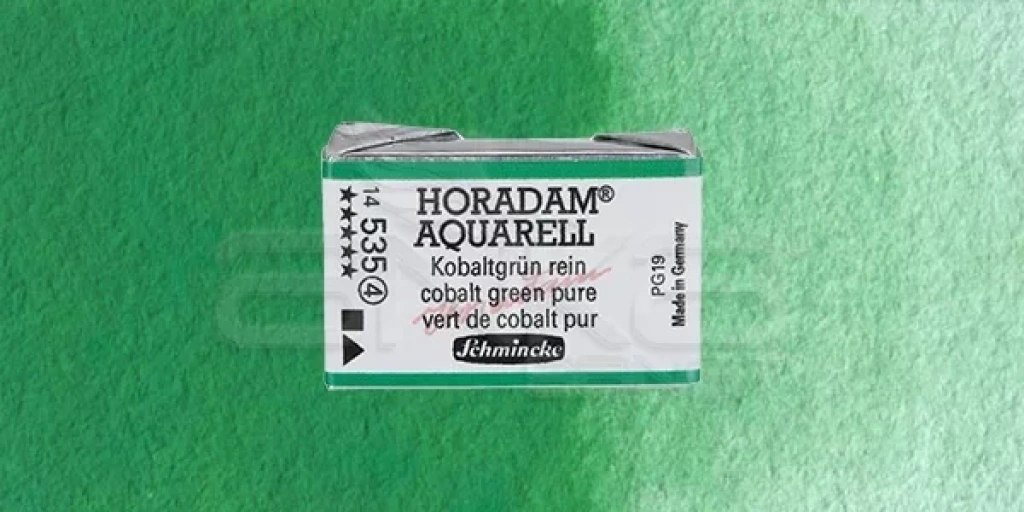 14 535 4
HORADAM®
AQUARELL
Kobaltgrün rein
cobalt green pure
vert de cobalt pur
Schmincke
PG19
Made in Germany